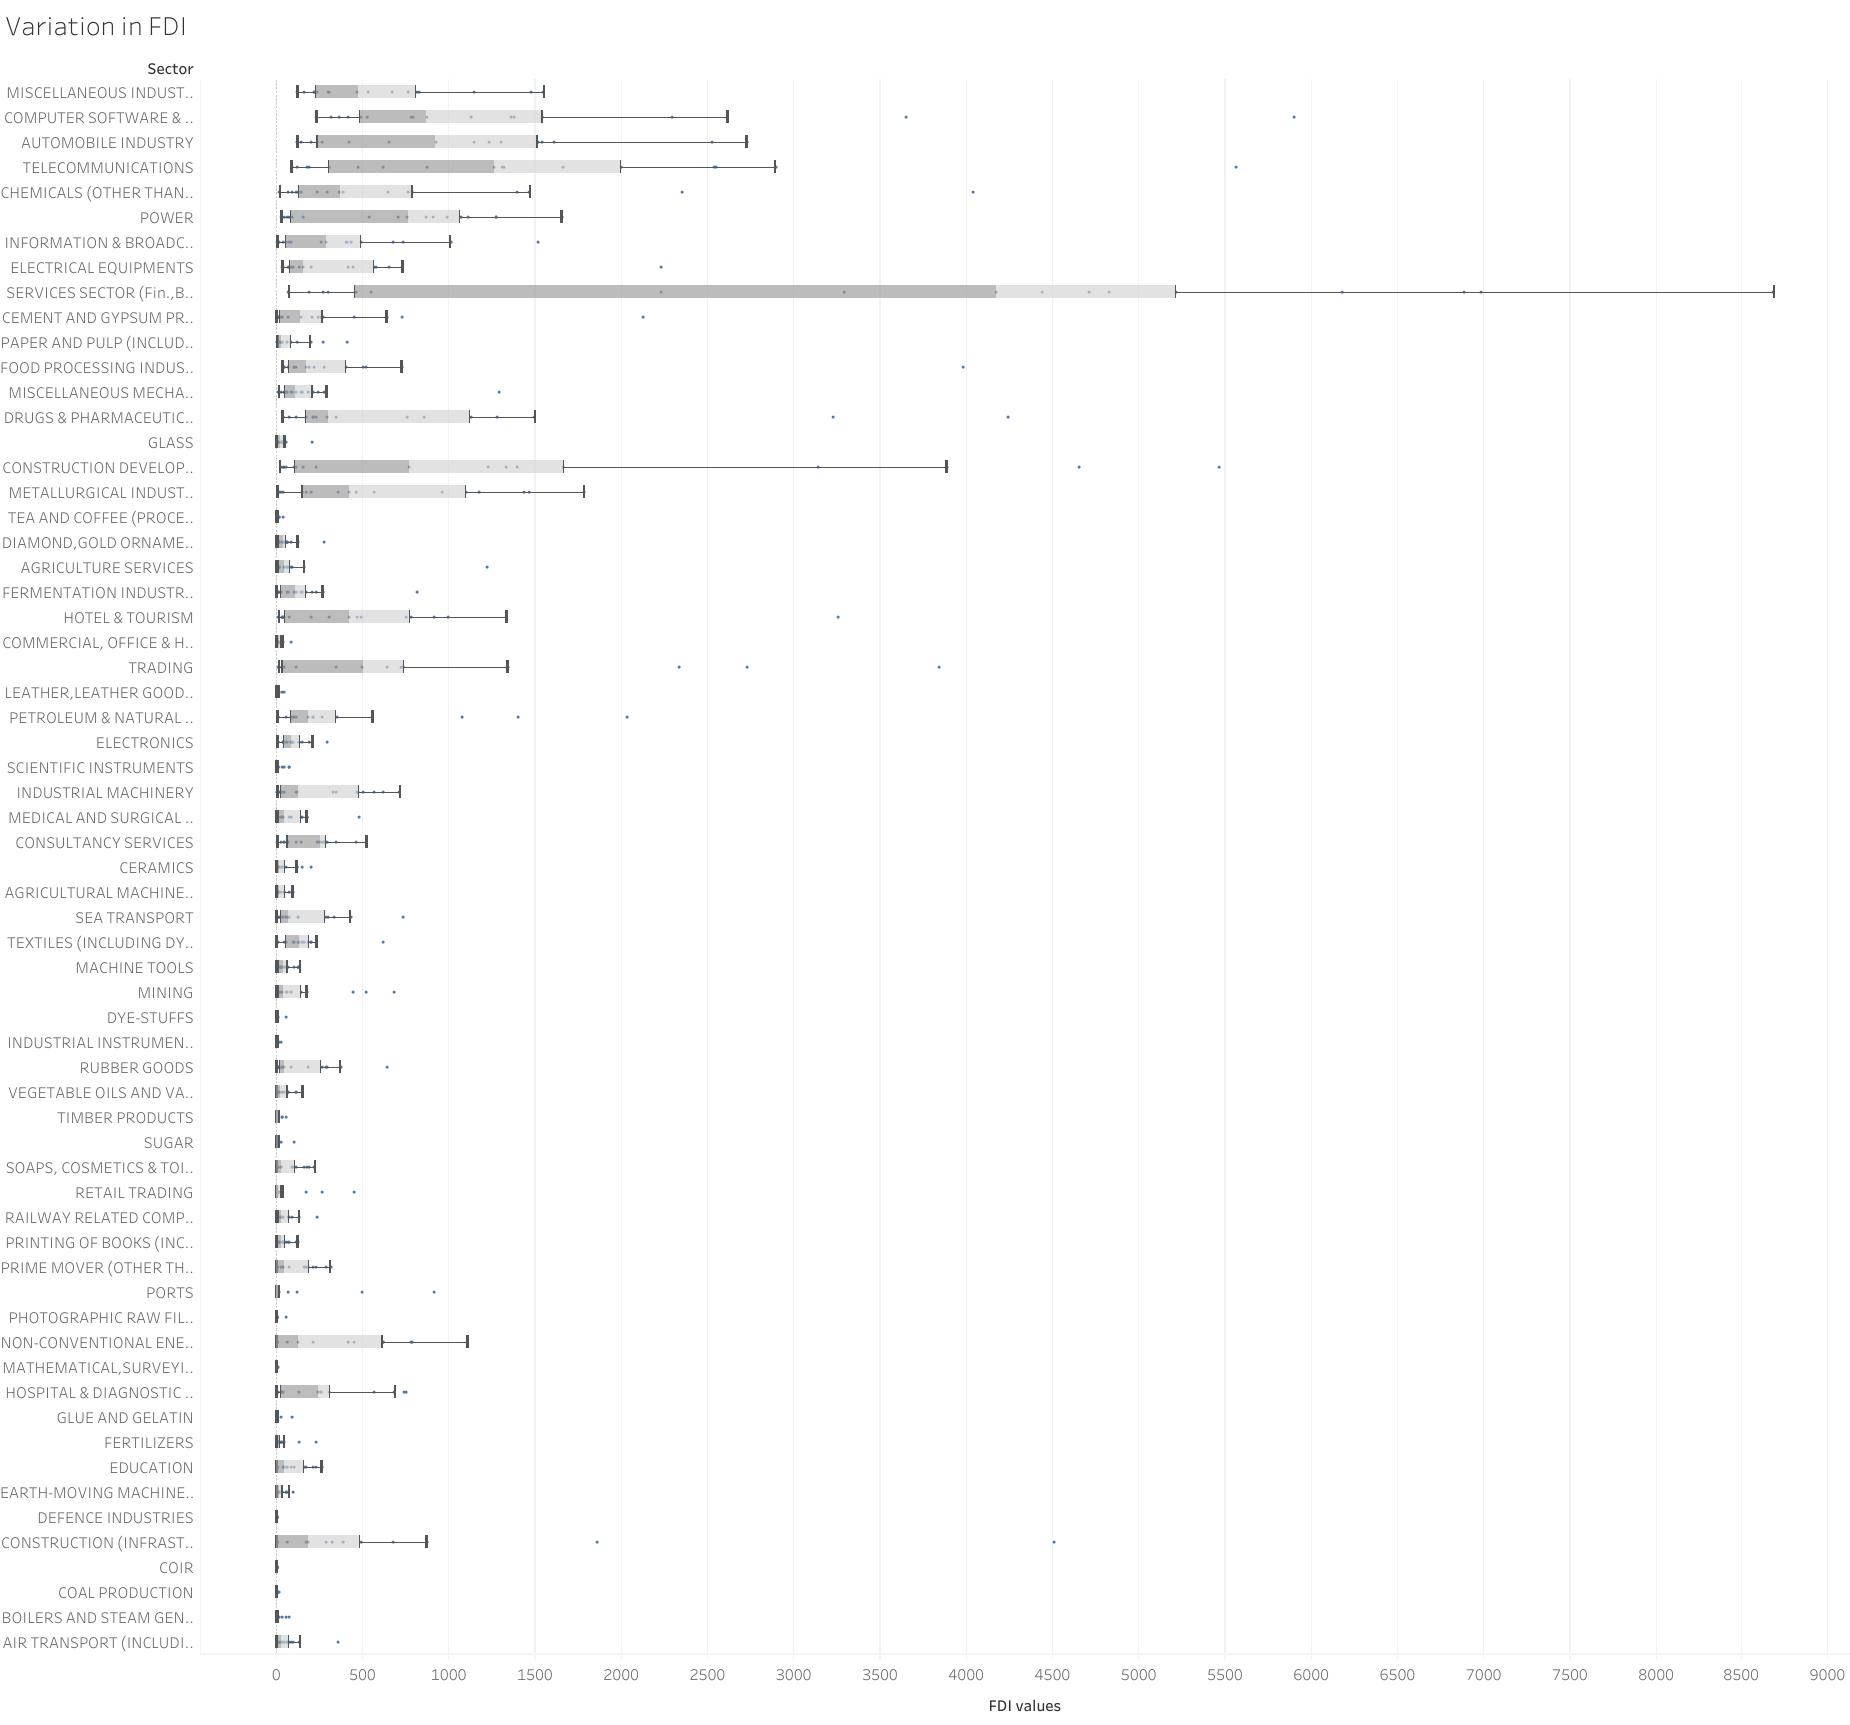 Variation in FDI
Sector
MISCELLANEOUS INDUST..
COMPUTER SOFTWARE & ..
AUTOMOBILE INDUSTRY
TELECOMMUNICATIONS
CHEMICALS (OTHER THAN..
POWER
INFORMATION & BROADC..
ELECTRICAL EQUIPMENTS
SERVICES SECTOR (Fin.,B..
CEMENT AND GYPSUM PR..
PAPER AND PULP (INCLUD..
FOOD PROCESSING INDUS..
MISCELLANEOUS MECHA..
DRUGS & PHARMACEUTIC..
GLASS
CONSTRUCTION DEVELOP..
METALLURGICAL INDUST..
TEA AND COFFEE (PROCE..
DIAMOND,GOLD ORNAME..
AGRICULTURE SERVICES
FERMENTATION INDUSTR..
HOTEL & TOURISM
COMMERCIAL, OFFICE & H..
TRADING
LEATHER,LEATHER GOOD..
PETROLEUM & NATURAL ..
ELECTRONICS
SCIENTIFIC INSTRUMENTS
INDUSTRIAL MACHINERY
MEDICAL AND SURGICAL ..
CONSULTANCY SERVICES
CERAMICS
AGRICULTURAL MACHINE..
SEA TRANSPORT
TEXTILES (INCLUDING DY..
MACHINE TOOLS
MINING
DYE-STUFFS
INDUSTRIAL INSTRUMEN..
RUBBER GOODS
VEGETABLE OILS AND VA..
TIMBER PRODUCTS
SUGAR
SOAPS, COSMETICS & TOI..
RETAIL TRADING
RAILWAY RELATED COMP..
PRINTING OF BOOKS (INC..
PRIME MOVER (OTHER TH..
PORTS
PHOTOGRAPHIC RAW FIL..
NON-CONVENTIONAL ENE..
MATHEMATICAL,SURVEYI..
HOSPITAL & DIAGNOSTIC ..
GLUE AND GELATIN
FERTILIZERS
EDUCATION
EARTH-MOVING MACHINE..
DEFENCE INDUSTRIES
CONSTRUCTION (INFRAST..
COIR
COAL PRODUCTION
BOILERS AND STEAM GEN..
AIR TRANSPORT (INCLUDI..
0 500 1000 1500 2000 2500 3000 3500 4000 4500 5000 5500 6000 6500 7000 7500 8000 8500 9000
FDI values